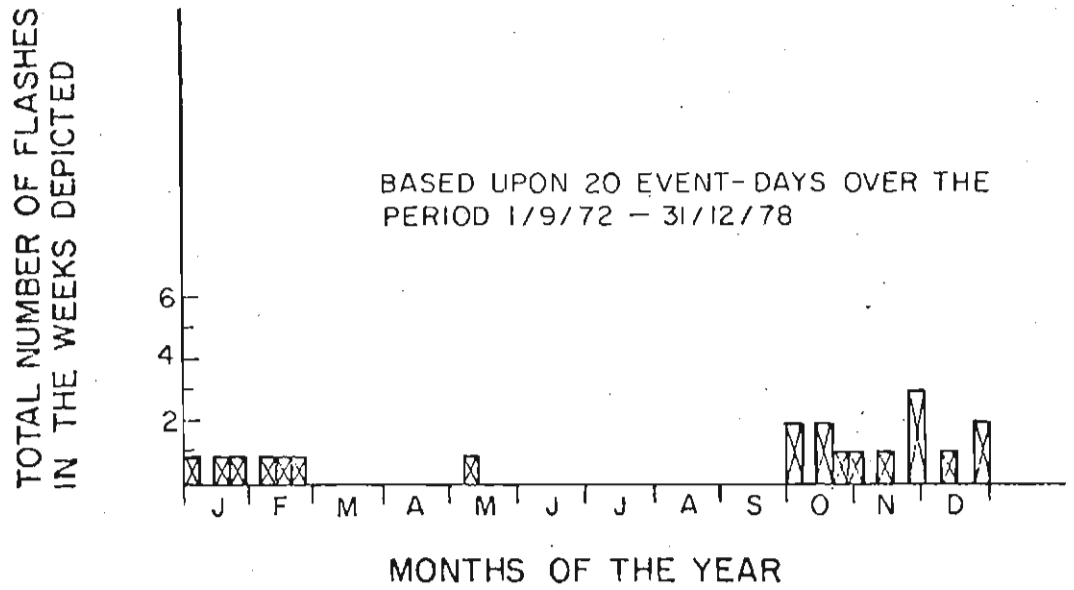 TOTAL NUMBER OF FLASHES
IN THE WEEKS DEPICTED
BASED UPON 20 EVENT-DAYS OVER THE
PERIOD 1/9/72 — 31/12/78
6
4
2
J F M A M J J A S O N D
MONTHS OF THE YEAR